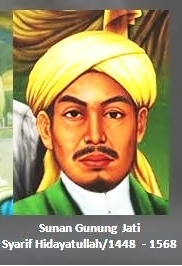 Sunan Gunung Jati
Syarif Hidayatullah/1448 - 1568